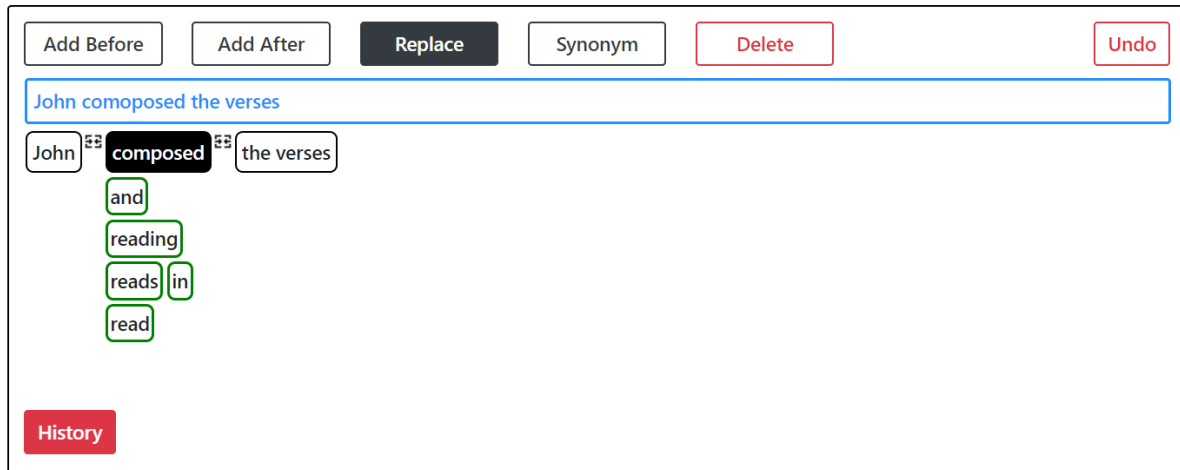 Add Before Add After Replace Synonym Delete Undo
John comoposed the verses
John composed the verses
and
reading
reads in
read
History